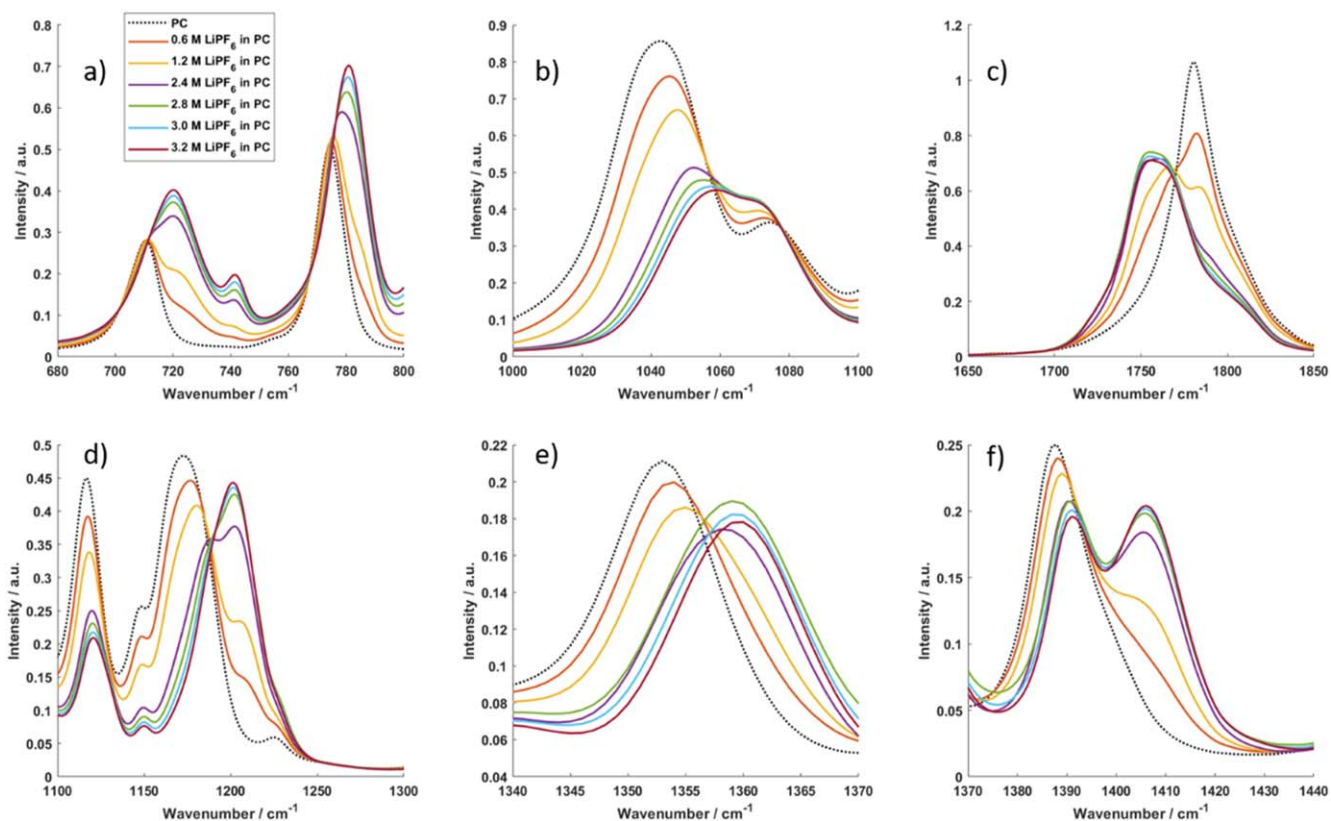 a)
PC
0.6 M LiPF6 in PC
1.2 M LiPF6 in PC
2.4 M LiPF6 in PC
2.8 M LiPF6 in PC
3.0 M LiPF6 in PC
3.2 M LiPF6 in PC
Intensity / a.u.
0.8
0.7
0.6
0.5
0.4
0.3
0.2
0.1
0
680 700 720 740 760 780 800
Wavenumber / cm-1
b)
Intensity / a.u.
0.9
0.8
0.7
0.6
0.5
0.4
0.3
0.2
0.1
0
1000 1020 1040 1060 1080 1100
Wavenumber / cm-1
c)
Intensity / a.u.
1.2
1
0.8
0.6
0.4
0.2
0
1650 1700 1750 1800 1850
Wavenumber / cm-1
d)
Intensity / a.u.
0.5
0.45
0.4
0.35
0.3
0.25
0.2
0.15
0.1
0.05
0
1100 1150 1200 1250 1300
Wavenumber / cm-1
e)
Intensity / a.u.
0.22
0.2
0.18
0.16
0.14
0.12
0.1
0.08
0.06
0.04
1340 1345 1350 1355 1360 1365 1370
Wavenumber / cm-1
f)
Intensity / a.u.
0.25
0.2
0.15
0.1
0.05
0
1370 1380 1390 1400 1410 1420 1430 1440
Wavenumber / cm-1